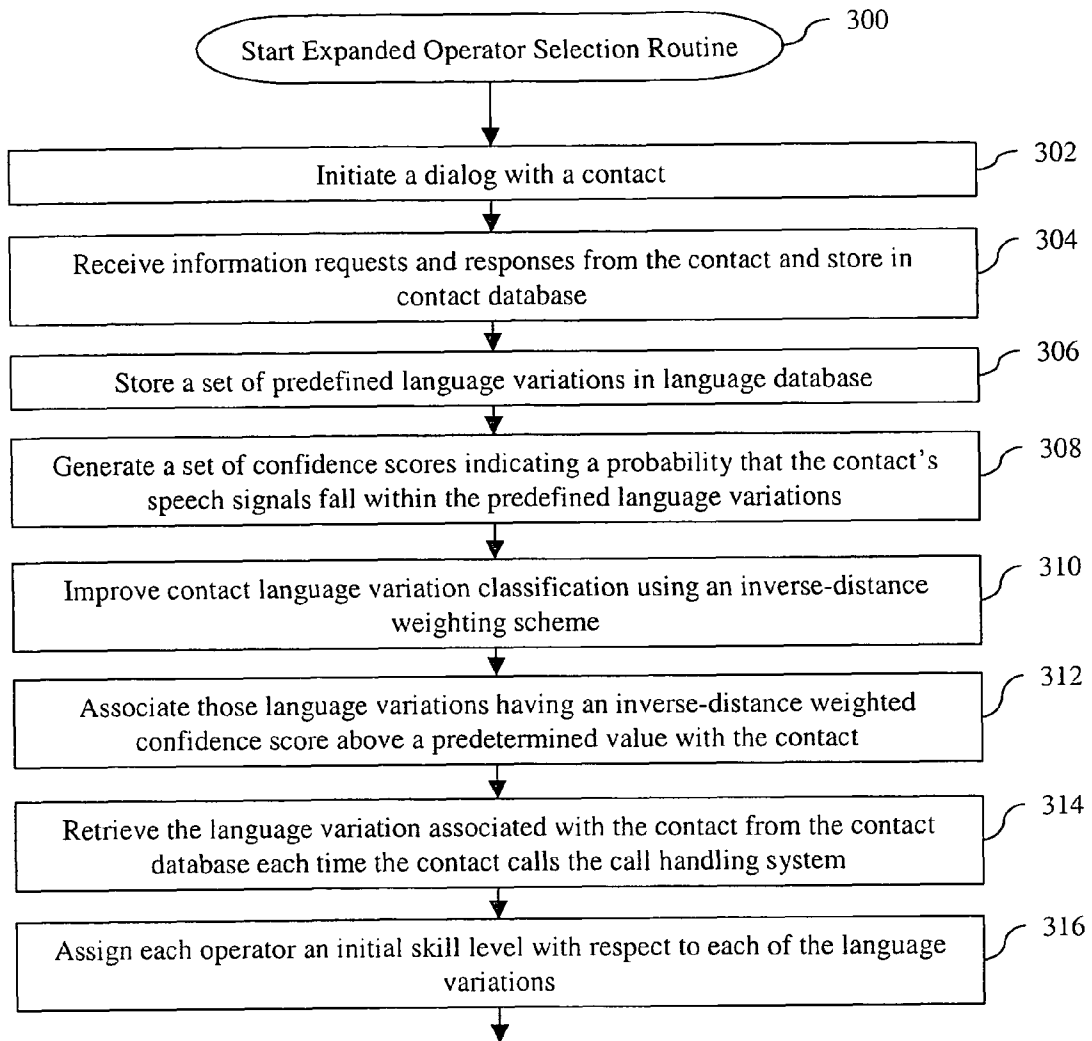 Start Expanded Operator Selection Routine
300
Initiate a dialog with a contact
302
Receive information requests and responses from the contact and store in
contact database
304
Store a set of predefined language variations in language database
306
Generate a set of confidence scores indicating a probability that the contact's
speech signals fall within the predefined language variations
308
Improve contact language variation classification using an inverse-distance
weighting scheme
310
Associate those language variations having an inverse-distance weighted
confidence score above a predetermined value with the contact
312
Retrieve the language variation associated with the contact from the contact
database each time the contact calls the call handling system
314
Assign each operator an initial skill level with respect to each of the language
variations
316